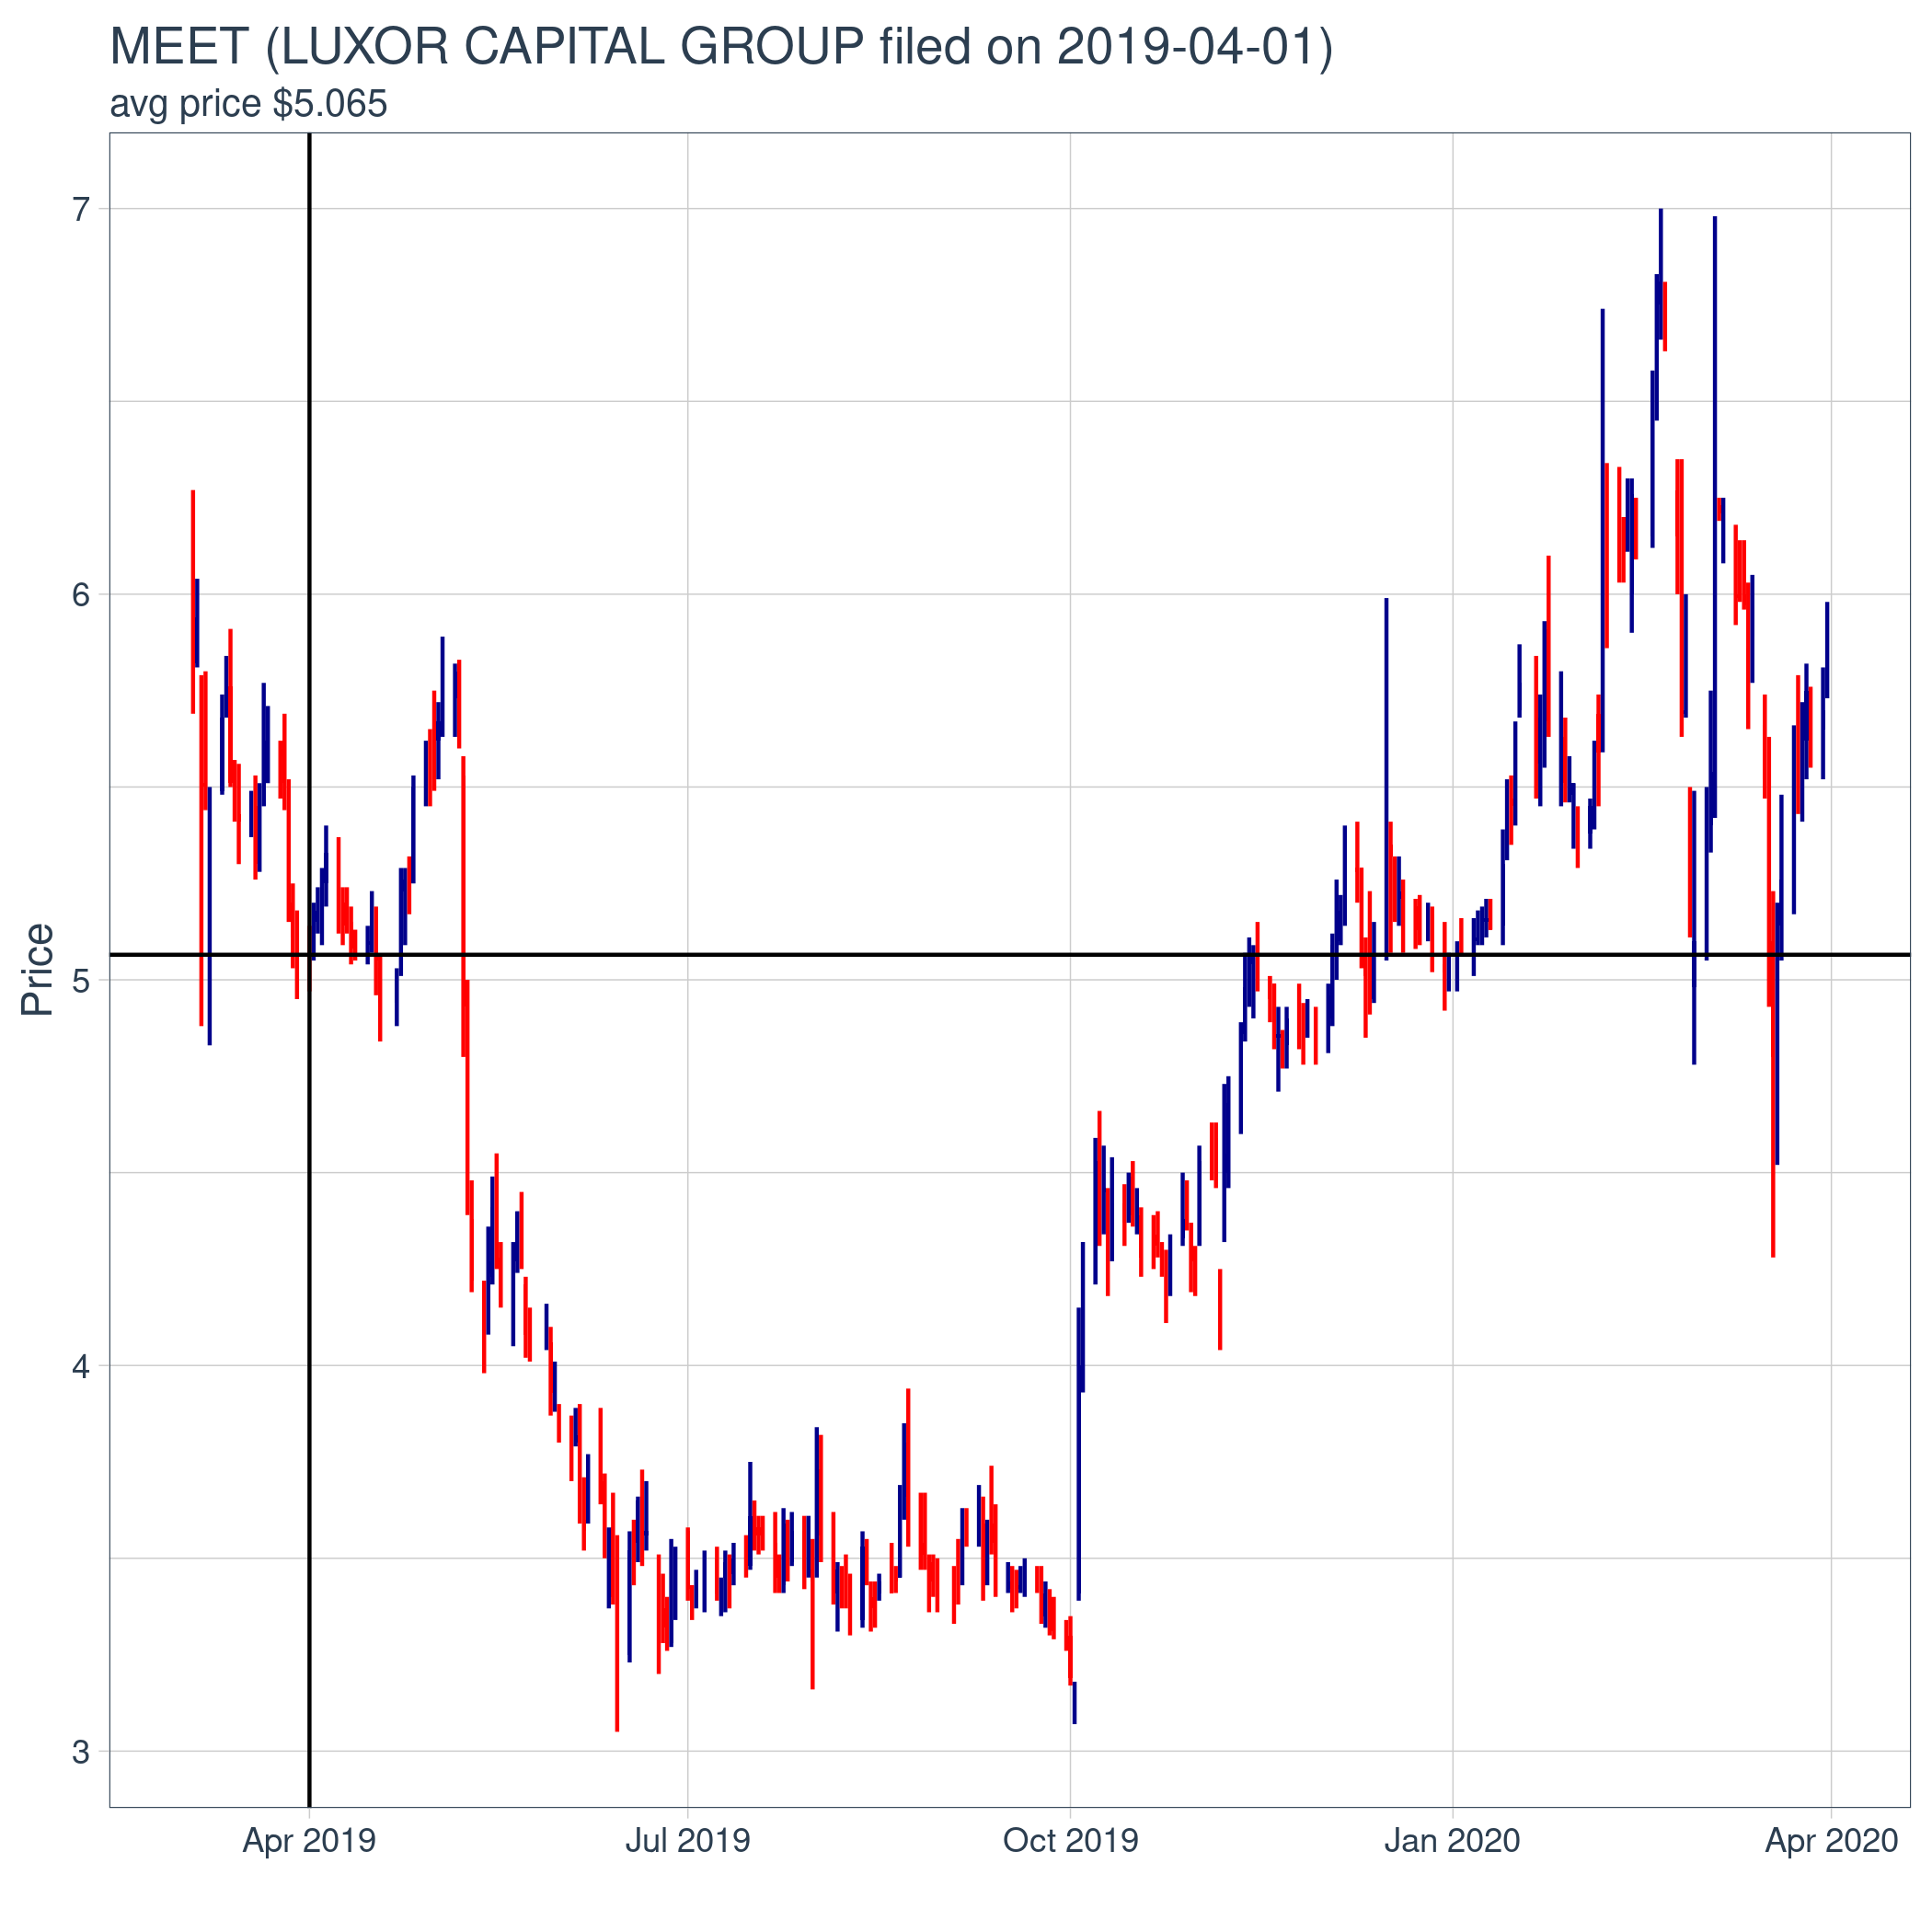 MEET (LUXOR CAPITAL GROUP filed on 2019-04-01)
avg price $5.065
7
6
5
4
3
Price
Apr 2019
Jul 2019
Oct 2019
Jan 2020
Apr 2020